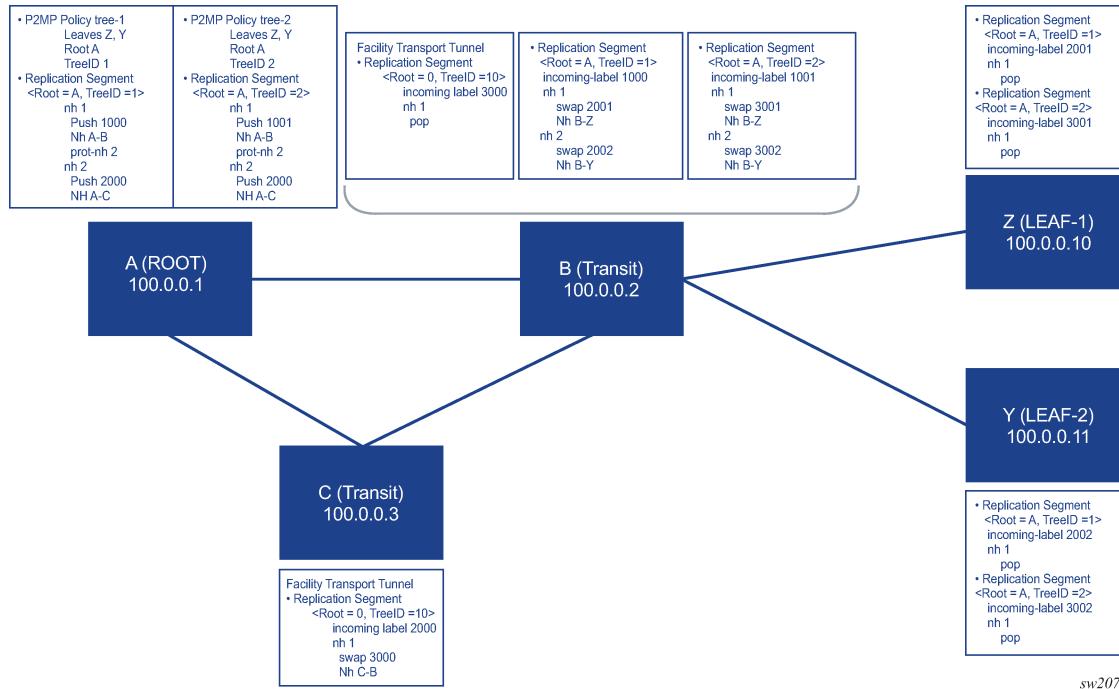 • P2MP Policy tree-1
Leaves Z, Y
Root A
TreeID 1
• Replication Segment
<Root = A, TreeID =1>
nh 1
Push 1000
Nh A-B
prot-nh 2
nh 2
Push 2000
NH A-C
• P2MP Policy tree-2
Leaves Z, Y
Root A
TreeID 2
• Replication Segment
<Root = A, TreeID =2>
nh 1
Push 1001
Nh A-B
prot-nh 2
nh 2
Push 2000
NH A-C
Facility Transport Tunnel
• Replication Segment
<Root = 0, TreeID =10>
incoming label 3000
nh 1
pop
• Replication Segment
<Root = A, TreeID =1>
incoming-label 1000
nh 1
swap 2001
Nh B-Z
nh 2
swap 2002
Nh B-Y
• Replication Segment
<Root = A, TreeID =2>
incoming-label 1001
nh 1
swap 3001
Nh B-Z
nh 2
swap 3002
Nh B-Y
• Replication Segment
<Root = A, TreeID =1>
incoming-label 2001
nh 1
pop
• Replication Segment
<Root = A, TreeID =2>
incoming-label 3001
nh 1
pop
A (ROOT)
100.0.0.1
B (Transit)
100.0.0.2
Z (LEAF-1)
100.0.0.10
Y (LEAF-2)
100.0.0.11
C (Transit)
100.0.0.3
Facility Transport Tunnel
• Replication Segment
<Root = 0, TreeID =10>
incoming label 2000
nh 1
swap 3000
Nh C-B
• Replication Segment
<Root = A, TreeID =1>
incoming-label 2002
nh 1
pop
• Replication Segment
<Root = A, TreeID =2>
incoming-label 3002
nh 1
pop
sw207